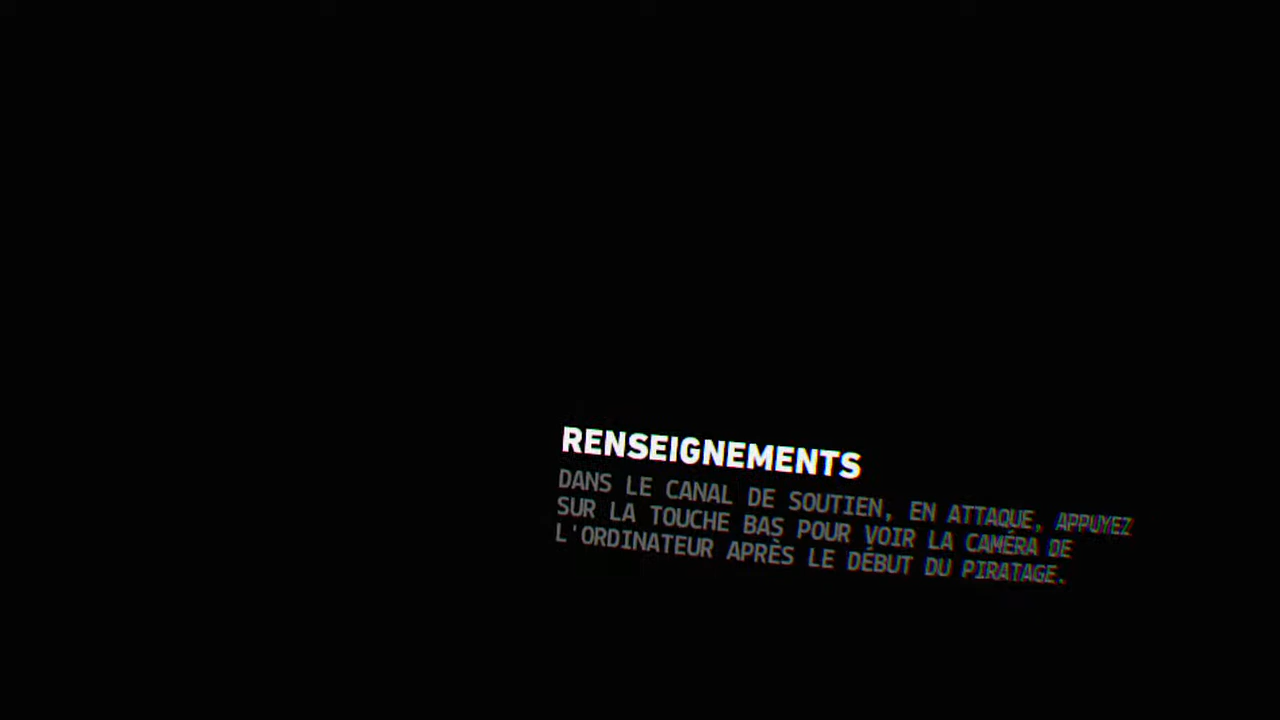 RENSEIGNEMENTS
DANS LE CANAL DE SOUTIEN, EN ATTAQUE, APPUYEZ
SUR LA TOUCHE BAS POUR VOIR LA CAMÉRA DE
L'ORDINATEUR APRÈS LE DÉBUT DU PIRATAGE.